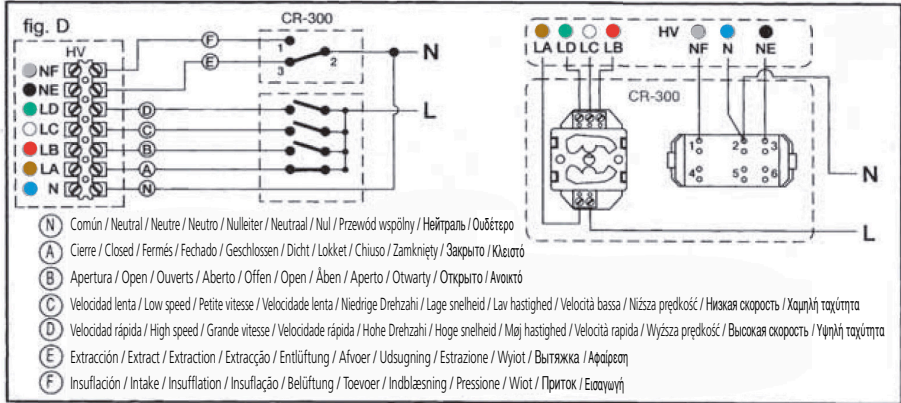 fig. D
CR-300
HV
NF
NE
LD
LC
LB
LA
N
F
E
D
C
B
A
N
1
3
2
N
L
LA LD LC LB
HV
NF N NE
CR-300
1 2 3
4 5 6
N
L
N Común / Neutral / Neutre / Neutro / Nulleiter / Neutraal / Nul / Przewód wspólny / Нейтраль / Ουδέτερο
A Cierre / Closed / Fermés / Fechado / Geschlossen / Dicht / Lokket / Chiuso / Zamknięty / Закрыто / Κλειστό
B Apertura / Open / Ouverts / Aberto / Offen / Open / Åben / Aperto / Otwarty / Открыто / Ανοικτό
C Velocidad lenta / Low speed / Petite vitesse / Velocidade lenta / Niedrige Drehzahi / Lage snelheid / Lav hastighed / Velocità bassa / Niższa prędkość / Низкая скорость / Χαμηλή ταχύτητα
D Velocidad rápida / High speed / Grande vitesse / Velocidade rápida / Hohe Drehzahi / Hoge snelheid / Møj hastighed / Velocità rapida / Wyższa prędkość / Высокая скорость / Υψηλή ταχύτητα
E Extracción / Extract / Extraction / Extracção / Entlüftung / Afvoer / Udsugning / Estrazione / Wyiot / Вытяжка / Αφαίρεση
F Insuflación / Intake / Insufflation / Insuflação / Belüftung / Toevoer / Indblæsning / Pressione / Wiot / Приток / Εισαγωγή